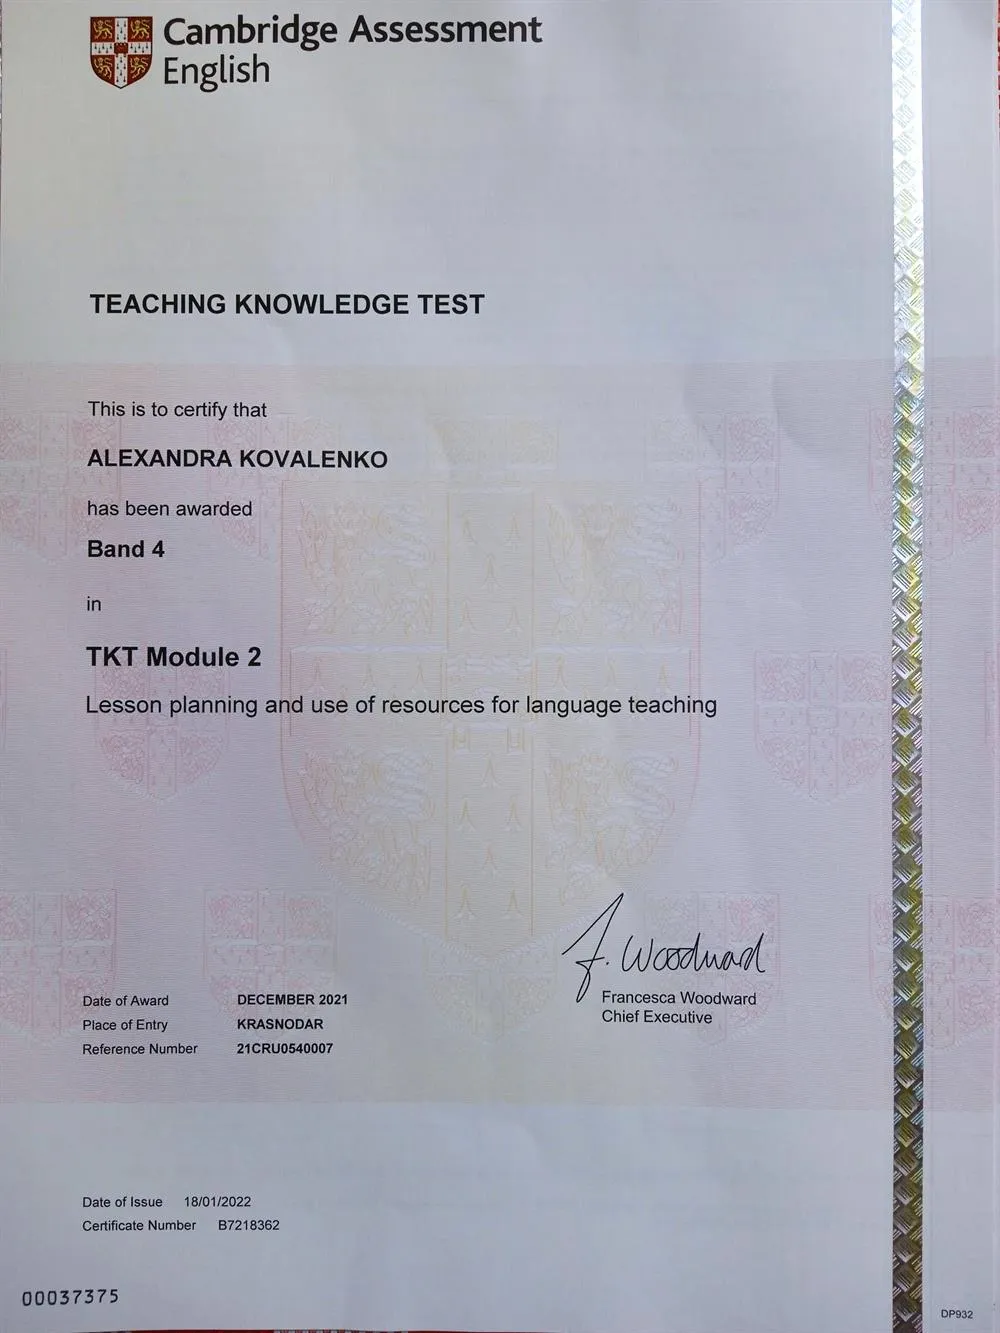 Cambridge Assessment
English
TEACHING KNOWLEDGE TEST
This is to certify that
ALEXANDRA KOVALENKO
has been awarded
Band 4
in
TKT Module 2
Lesson planning and use of resources for language teaching
F. Woodward
Francesca Woodward
Chief Executive
Date of Award DECEMBER 2021
Place of Entry KRASNODAR
Reference Number 21CRU0540007
Date of Issue 18/01/2022
Certificate Number B7218362
00037375
DP932